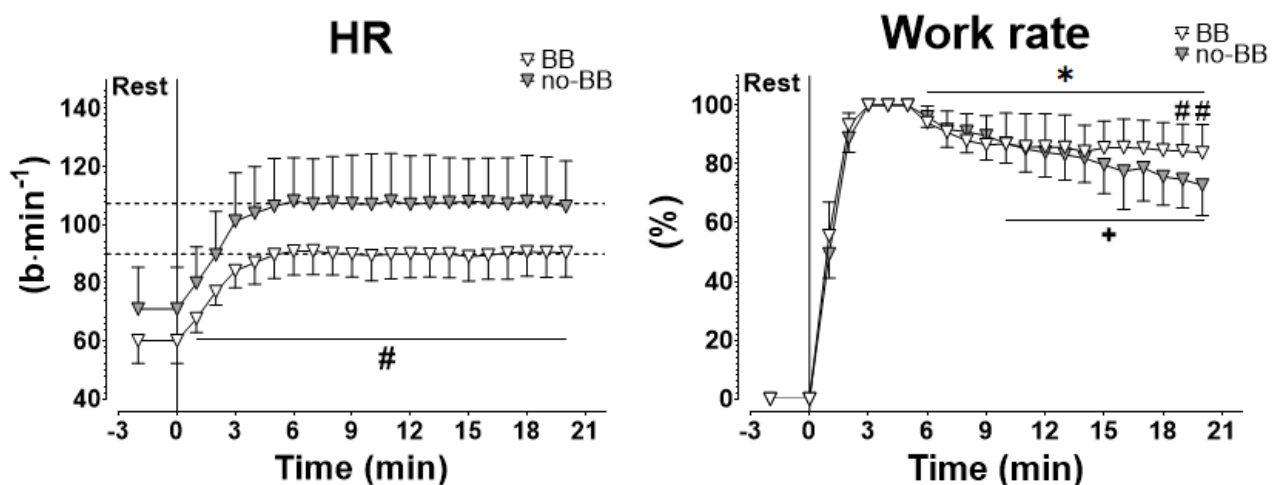 HR
BB
no-BB
Rest
140
120
100
80
60
40
(b·min⁻¹)
#
-3 0 3 6 9 12 15 18 21
Time (min)
Work rate
BB
no-BB
Rest
*
##
100
80
60
40
20
0
(%)
+
-3 0 3 6 9 12 15 18 21
Time (min)